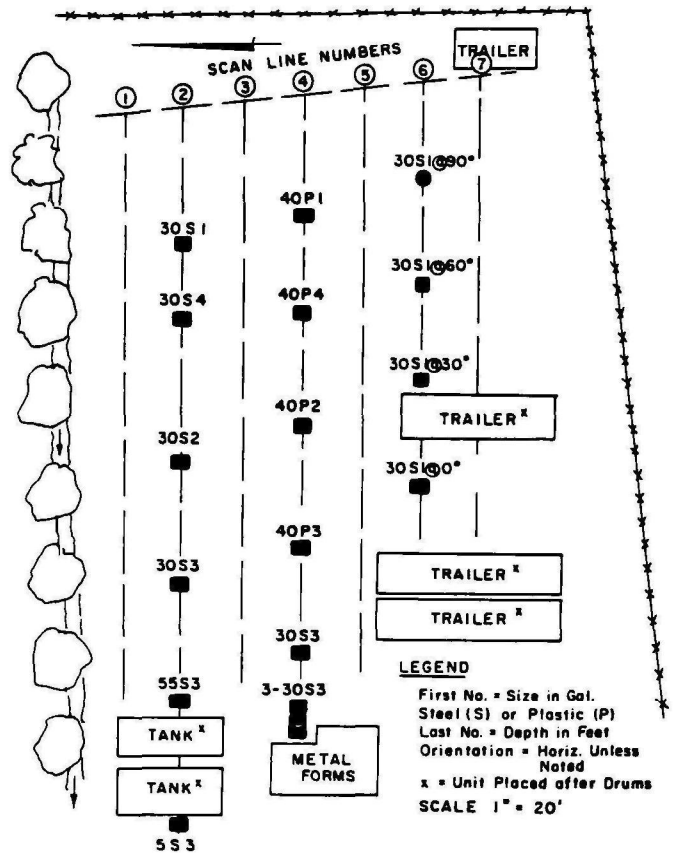 TRAILER
SCAN LINE NUMBERS
1 2 3 4 5 6 7
30S1@90°
40P1
30S1
30S1@60°
30S4
40P4
30S1@30°
40P2
TRAILER x
30S2
30S1@0°
40P3
30S3
TRAILER x
TRAILER x
30S3
LEGEND
55S3
3-30S3
First No. = Size in Gal.
Steel (S) or Plastic (P)
TANK x
Last No. = Depth in Feet
Orientation = Horiz. Unless
Noted
METAL
FORMS
TANK x
x = Unit Placed after Drums
SCALE 1" = 20'
5S3